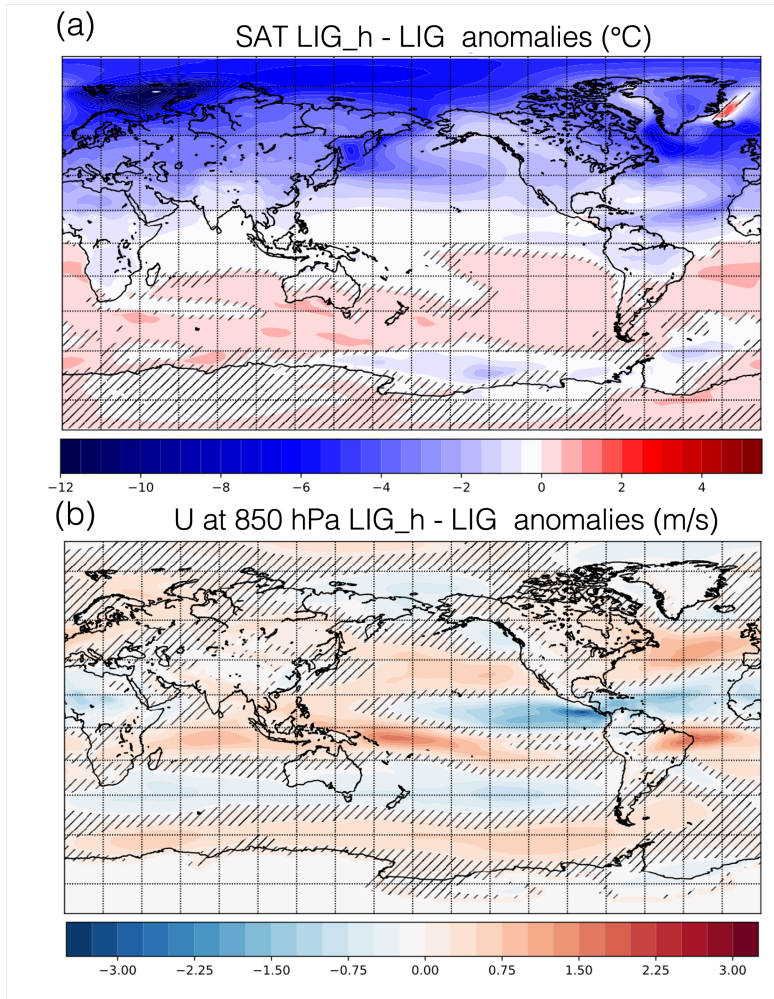 (a)
SAT LIG_h - LIG anomalies (°C)
−12 −10 −8 −6 −4 −2 0 2 4
(b)
U at 850 hPa LIG_h - LIG anomalies (m/s)
−3.00 −2.25 −1.50 −0.75 0.00 0.75 1.50 2.25 3.00